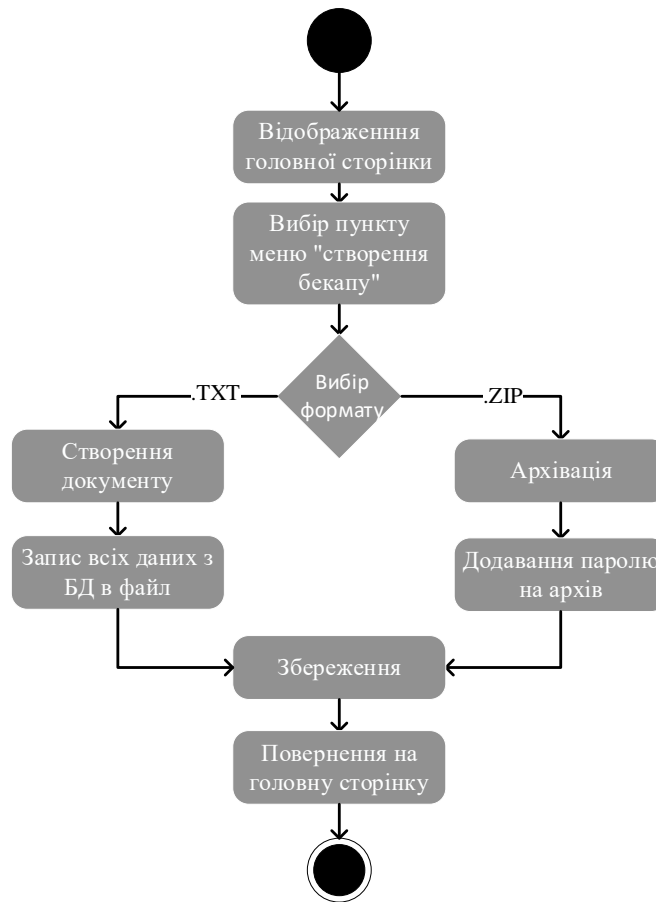 Відображенння
головної сторінки
Вибір пункту
меню "створення
бекапу"
Вибір
формату
.TXT
.ZIP
Створення
документу
Архівація
Запис всіх даних з
БД в файл
Додавання паролю
на архів
Збереження
Повернення на
головну сторінку